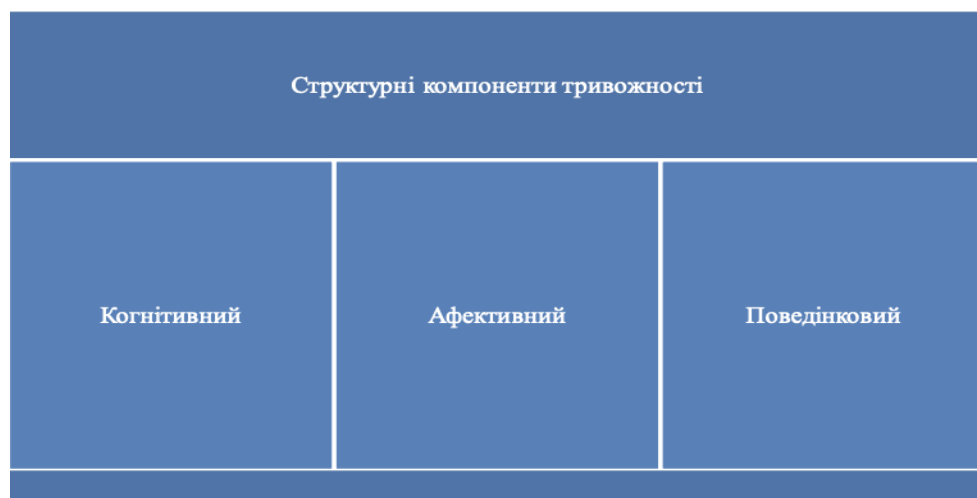 Структурні компоненти тривожності
Когнітивний
Афективний
Поведінковий